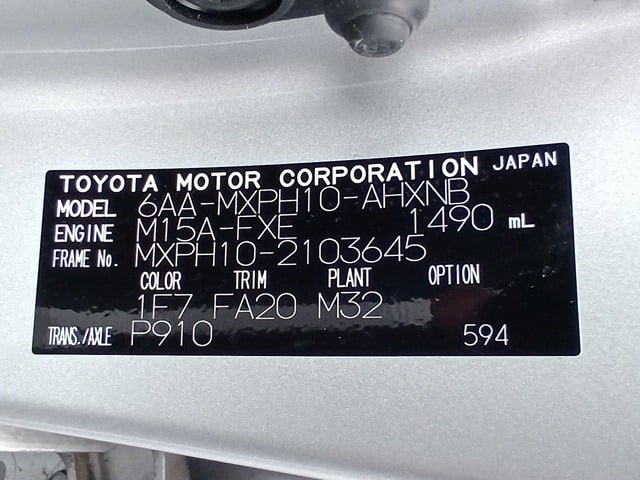 TOYOTA MOTOR CORPORATION JAPAN
MODEL 6AA-MXPH10-AHXNB
ENGINE M15A-FXE 1490 mL
FRAME No. MXPH10-2103645
COLOR TRIM PLANT OPTION
1F7 FA20 M32
TRANS./AXLE P910 594